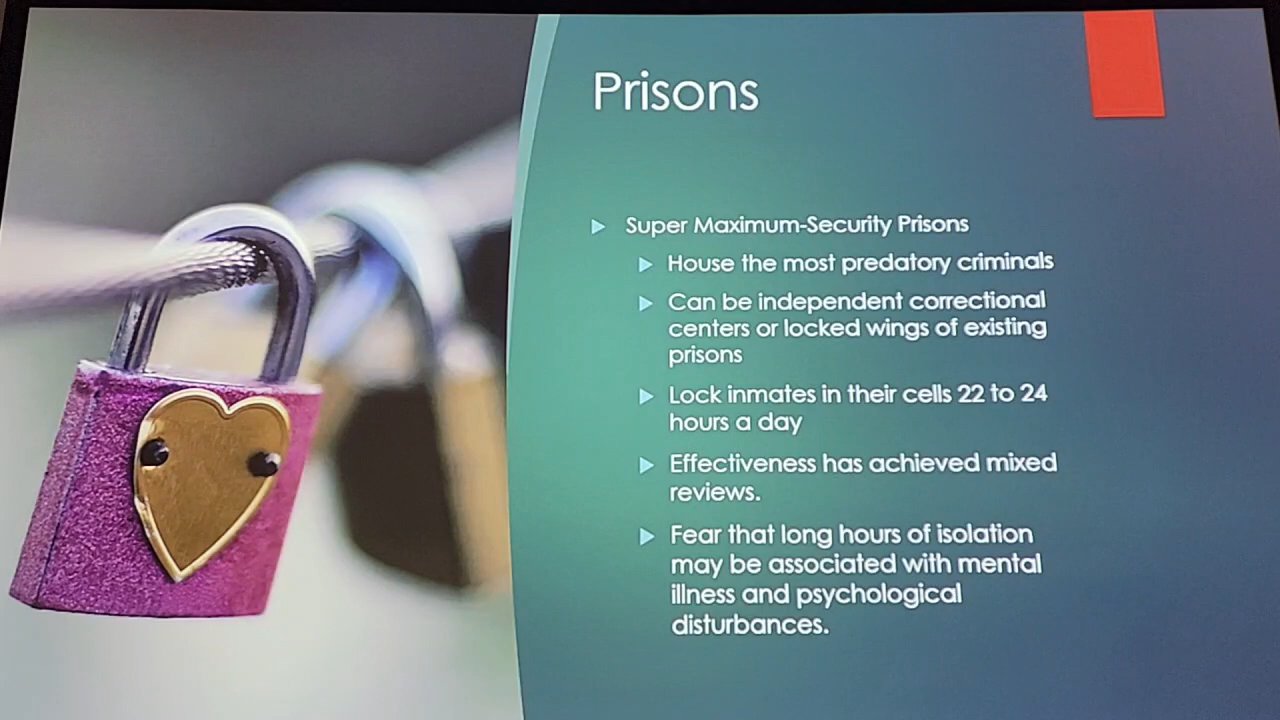 Prisons
Super Maximum-Security Prisons
House the most predatory criminals
Can be independent correctional
centers or locked wings of existing
prisons
Lock inmates in their cells 22 to 24
hours a day
Effectiveness has achieved mixed
reviews.
Fear that long hours of isolation
may be associated with mental
illness and psychological
disturbances.